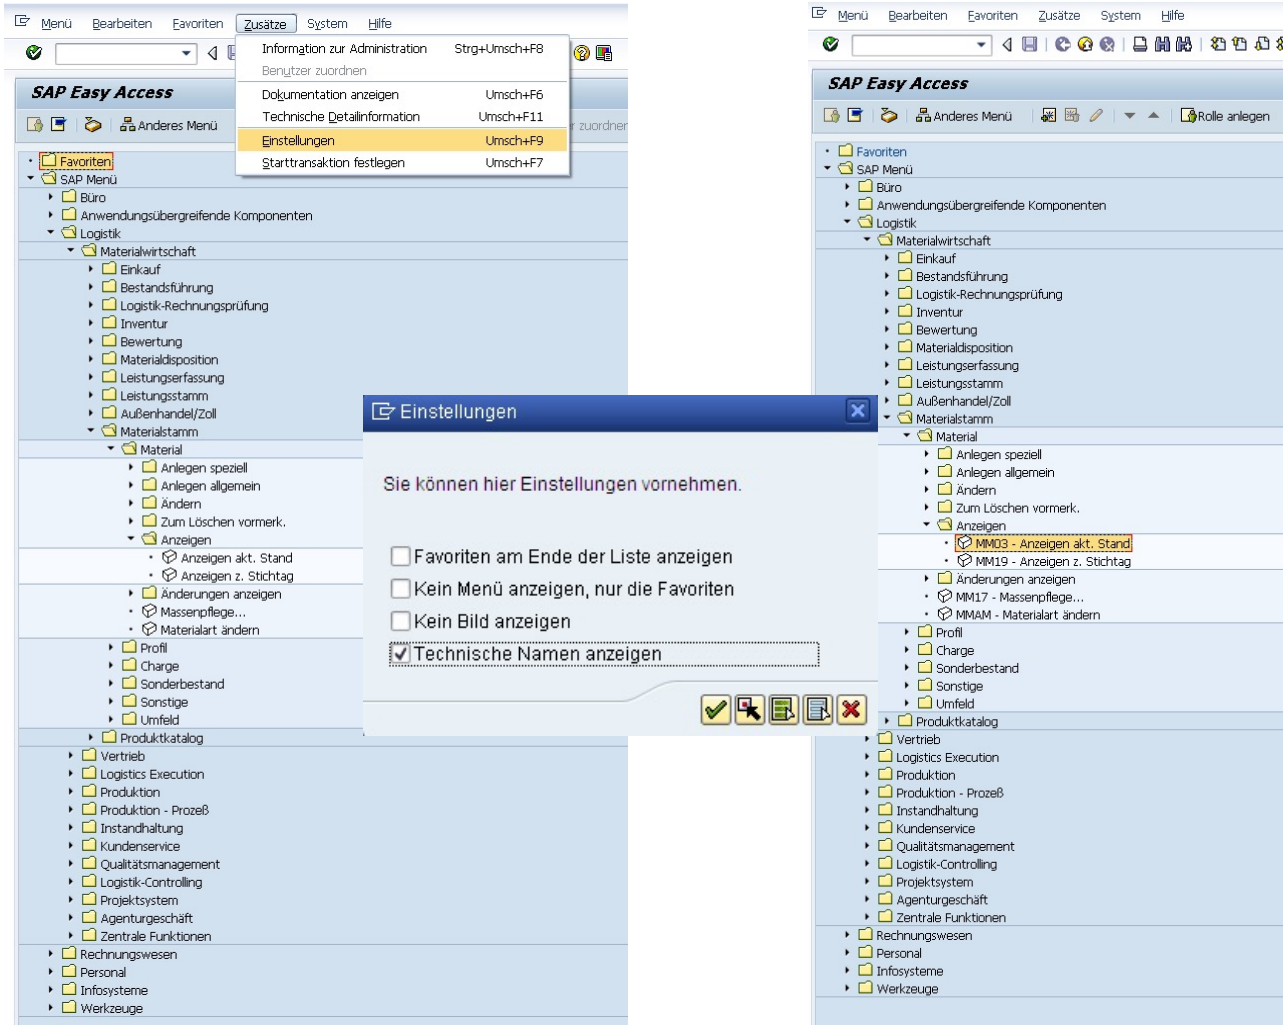 Menü Bearbeiten Favoriten Zusätze System Hilfe
Information zur Administration Strg+Umsch+F8
Benutzer zuordnen
Dokumentation anzeigen Umsch+F6
Technische Detailinformation Umsch+F11
Einstellungen Umsch+F9
Starttransaktion festlegen Umsch+F7
SAP Easy Access
Anderes Menü
r zuordnen
Favoriten
SAP Menü
Büro
Anwendungsübergreifende Komponenten
Logistik
Materialwirtschaft
Einkauf
Bestandsführung
Logistik-Rechnungsprüfung
Inventur
Bewertung
Materialdisposition
Leistungserfassung
Leistungsstamm
Außenhandel/Zoll
Materialstamm
Material
Anlegen speziell
Anlegen allgemein
Ändern
Zum Löschen vormerk.
Anzeigen
Anzeigen akt. Stand
Anzeigen z. Stichtag
Änderungen anzeigen
Massenpflege...
Materialart ändern
Profil
Charge
Sonderbestand
Sonstige
Umfeld
Produktkatalog
Vertrieb
Logistics Execution
Produktion
Produktion - Prozeß
Instandhaltung
Kundenservice
Qualitätsmanagement
Logistik-Controlling
Projektsystem
Agenturgeschäft
Zentrale Funktionen
Rechnungswesen
Personal
Infosysteme
Werkzeuge
Einstellungen
Sie können hier Einstellungen vornehmen.
Favoriten am Ende der Liste anzeigen
Kein Menü anzeigen, nur die Favoriten
Kein Bild anzeigen
Technische Namen anzeigen
Menü Bearbeiten Favoriten Zusätze System Hilfe
SAP Easy Access
Anderes Menü Rolle anlegen
Favoriten
SAP Menü
Büro
Anwendungsübergreifende Komponenten
Logistik
Materialwirtschaft
Einkauf
Bestandsführung
Logistik-Rechnungsprüfung
Inventur
Bewertung
Materialdisposition
Leistungserfassung
Leistungsstamm
Außenhandel/Zoll
Materialstamm
Material
Anlegen speziell
Anlegen allgemein
Ändern
Zum Löschen vormerk.
Anzeigen
MM03 - Anzeigen akt. Stand
MM19 - Anzeigen z. Stichtag
Änderungen anzeigen
MM17 - Massenpflege...
MMAM - Materialart ändern
Profil
Charge
Sonderbestand
Sonstige
Umfeld
Produktkatalog
Vertrieb
Logistics Execution
Produktion
Produktion - Prozeß
Instandhaltung
Kundenservice
Qualitätsmanagement
Logistik-Controlling
Projektsystem
Agenturgeschäft
Zentrale Funktionen
Rechnungswesen
Personal
Infosysteme
Werkzeuge